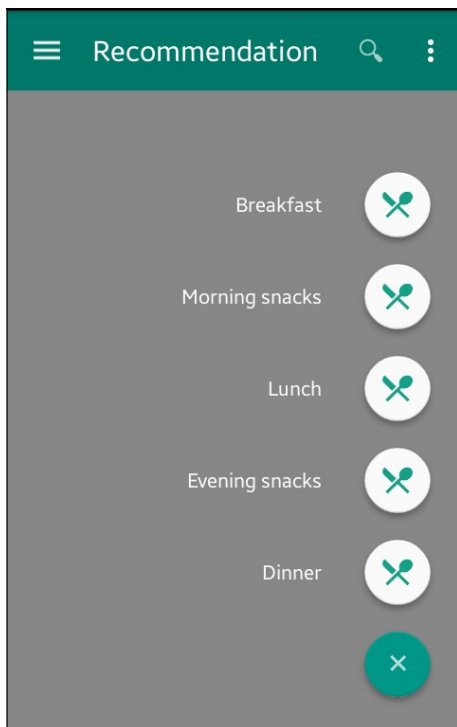 Recommendation
Breakfast
Morning snacks
Lunch
Evening snacks
Dinner